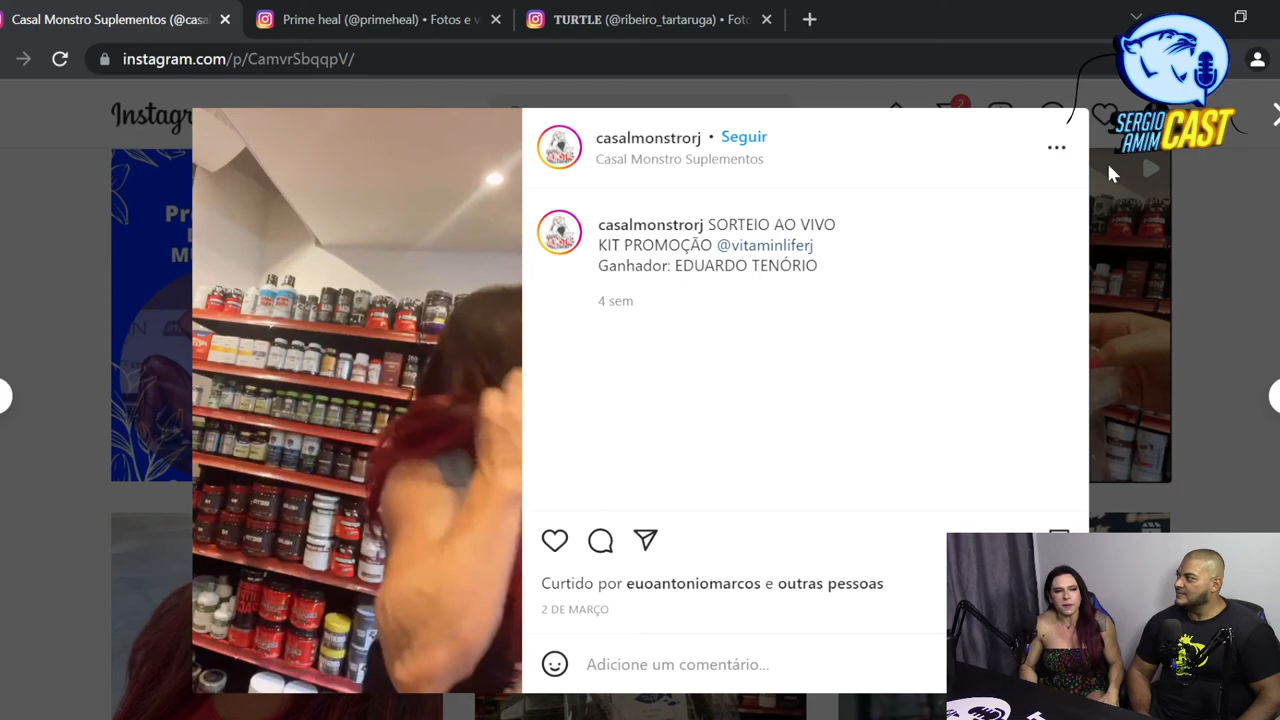 Casal Monstro Suplementos (@casal
Prime heal (@primeheal) • Fotos e v
TURTLE (@ribeiro_tartaruga) • Foto
instagram.com/p/CamvrSbqqpV/
SERGIO
AMIM
CAST
2
casalmonstrorj • Seguir
Casal Monstro Suplementos
casalmonstrorj SORTEIO AO VIVO
KIT PROMOÇÃO @vitaminliferj
Ganhador: EDUARDO TENÓRIO
4 sem
Curtido por euoantoniomarcos e outras pessoas
2 DE MARÇO
Adicione um comentário...